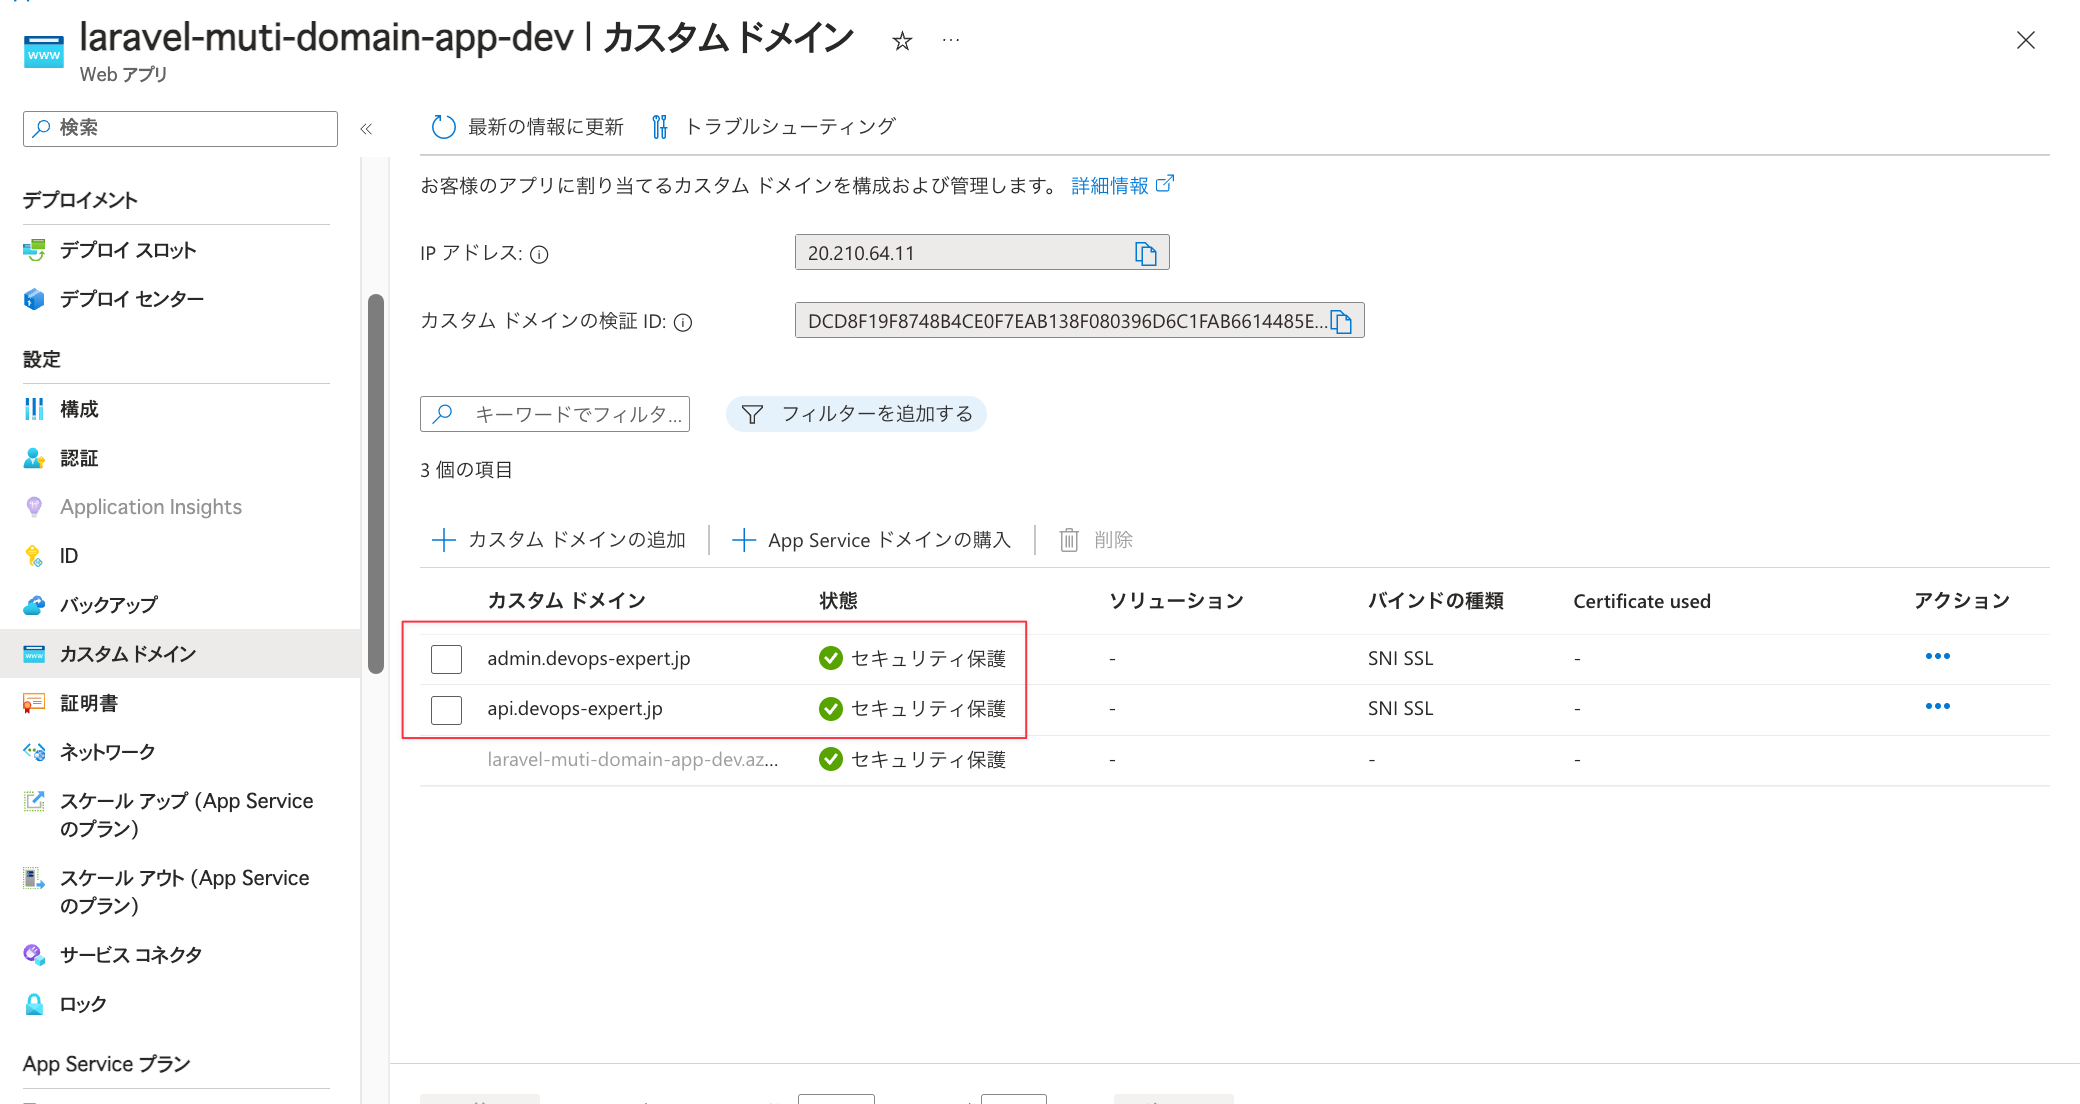 laravel-muti-domain-app-dev | カスタム ドメイン
Web アプリ
検索
最新の情報に更新
トラブルシューティング
お客様のアプリに割り当てるカスタム ドメインを構成および管理します。 詳細情報
IP アドレス:
20.210.64.11
カスタム ドメインの検証 ID:
DCD8F19F8748B4CE0F7EAB138F080396D6C1FAB6614485E...
キーワードでフィルタ...
フィルターを追加する
3 個の項目
カスタム ドメインの追加
App Service ドメインの購入
削除
カスタム ドメイン 状態 ソリューション バインドの種類 Certificate used アクション
admin.devops-expert.jp セキュリティ保護 - SNI SSL -
api.devops-expert.jp セキュリティ保護 - SNI SSL -
laravel-muti-domain-app-dev.az... セキュリティ保護 - - -
デプロイメント
デプロイ スロット
デプロイ センター
設定
構成
認証
Application Insights
ID
バックアップ
カスタム ドメイン
証明書
ネットワーク
スケール アップ (App Service
のプラン)
スケール アウト (App Service
のプラン)
サービス コネクタ
ロック
App Service プラン